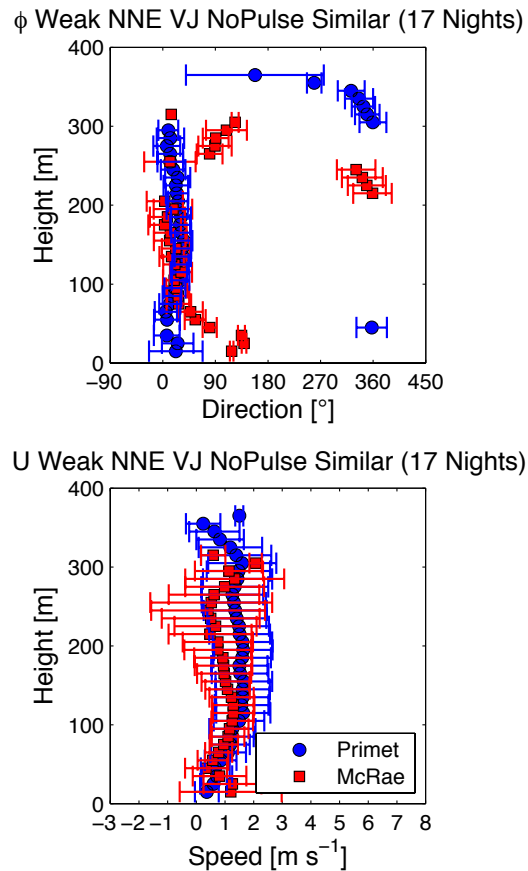 ϕ Weak NNE VJ NoPulse Similar (17 Nights)
400
300
200
100
0
Height [m]
-90 0 90 180 270 360 450
Direction [°]
U Weak NNE VJ NoPulse Similar (17 Nights)
400
300
200
100
0
Height [m]
Primet
McRae
−3 −2 −1 0 1 2 3 4 5 6 7 8
Speed [m s⁻¹]